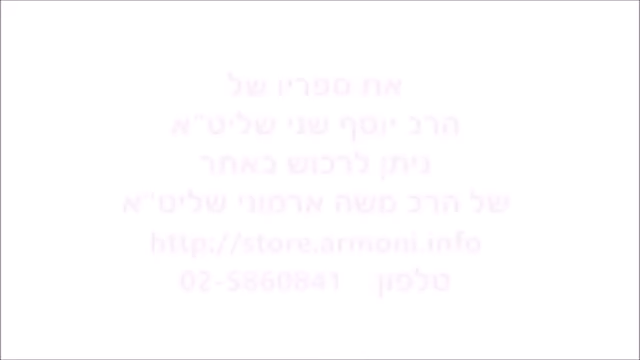 את ספריו של
הרב יוסף שני שליט"א
ניתן לרכוש באתר
של הרב משה ארמוני שליט"א
http://store.armoni.info
טלפון 02-5860841